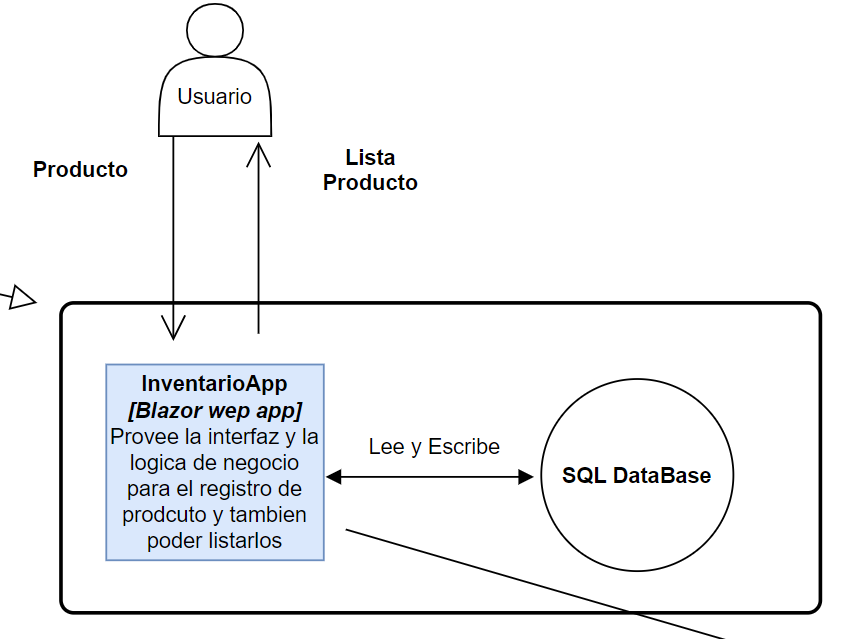 Usuario
Producto
Lista
Producto
InventarioApp
[Blazor wep app]
Provee la interfaz y la
logica de negocio
para el registro de
prodcuto y tambien
poder listarlos
Lee y Escribe
SQL DataBase